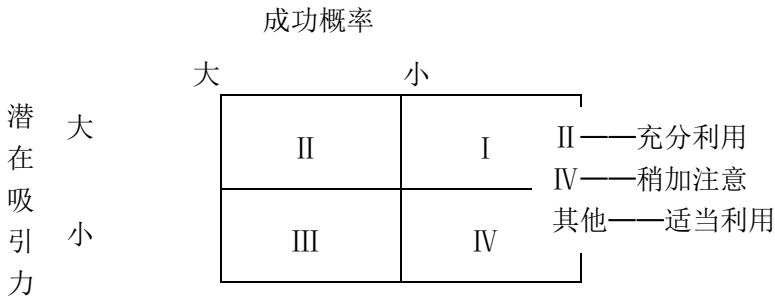 成功概率
大 小
潜在吸引力
大
小
Ⅱ Ⅰ
Ⅲ Ⅳ
Ⅱ——充分利用
Ⅳ——稍加注意
其他——适当利用